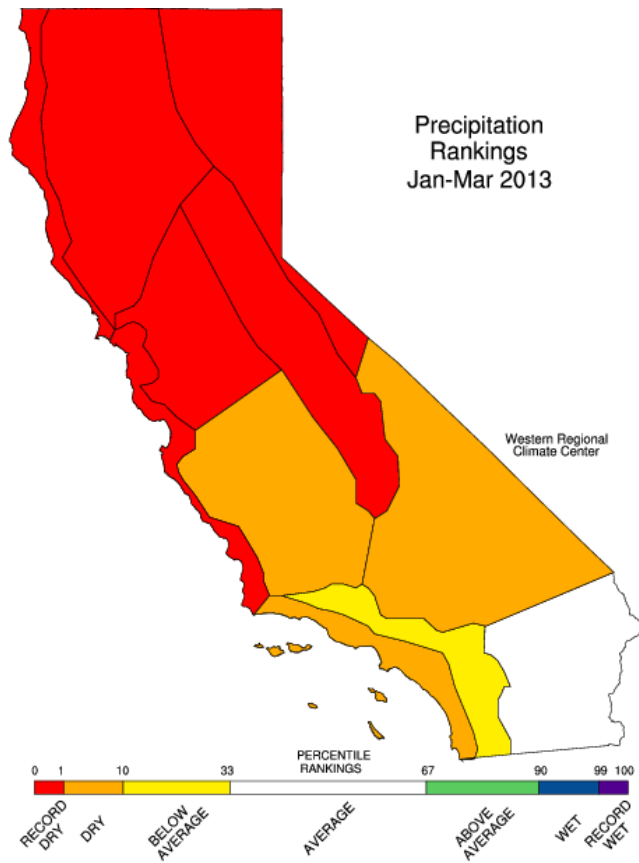 Precipitation
Rankings
Jan-Mar 2013
Western Regional
Climate Center
PERCENTILE
RANKINGS
0 1 10 33 67 90 99 100
RECORD
DRY
DRY
BELOW
AVERAGE
AVERAGE
ABOVE
AVERAGE
WET
RECORD
WET